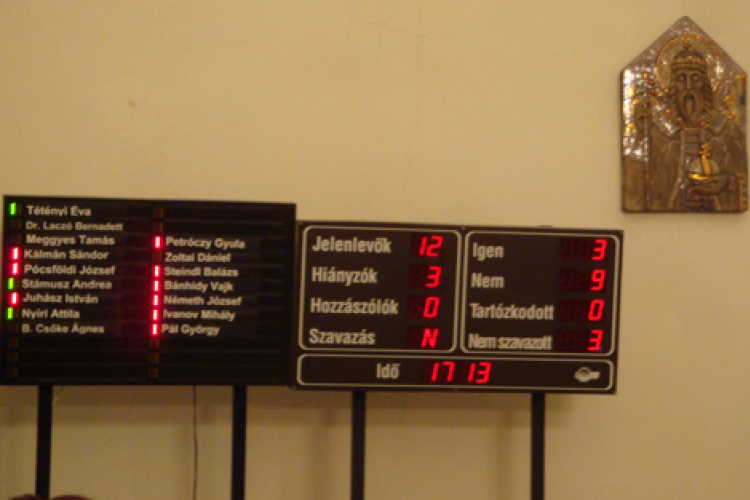 Tétényi Éva
Dr. Laczó Bernadett
Meggyes Tamás
Kálmán Sándor
Pócsföldi József
Stámusz Andrea
Juhász István
Nyíri Attila
B. Csőke Ágnes
Petróczy Gyula
Zoltai Dániel
Steindl Balázs
Bánhidy Vajk
Németh József
Ivanov Mihály
Pál György
Jelenlevők 12
Hiányzók 3
Hozzászólók 0
Szavazás N
Igen 3
Nem 9
Tartózkodott 0
Nem szavazott 3
Idő 17 13